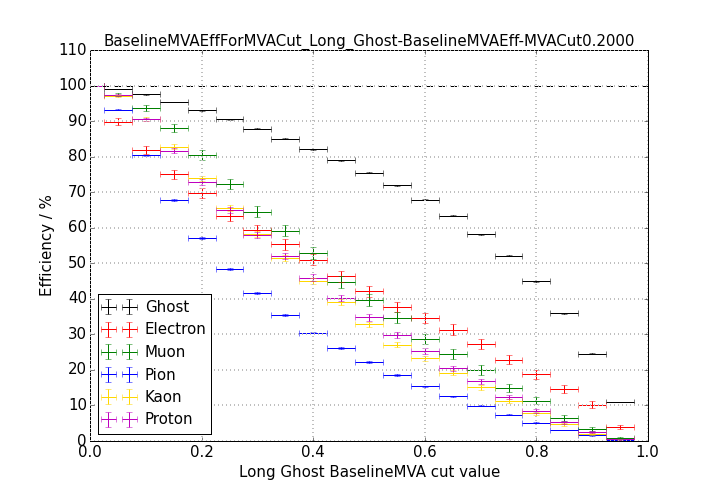 BaselineMVAEffForMVACut_Long_Ghost-BaselineMVAEff-MVACut0.2000
110
100
90
80
70
60
50
40
30
20
10
0
Efficiency / %
Ghost
Electron
Muon
Pion
Kaon
Proton
0.0 0.2 0.4 0.6 0.8 1.0
Long Ghost BaselineMVA cut value